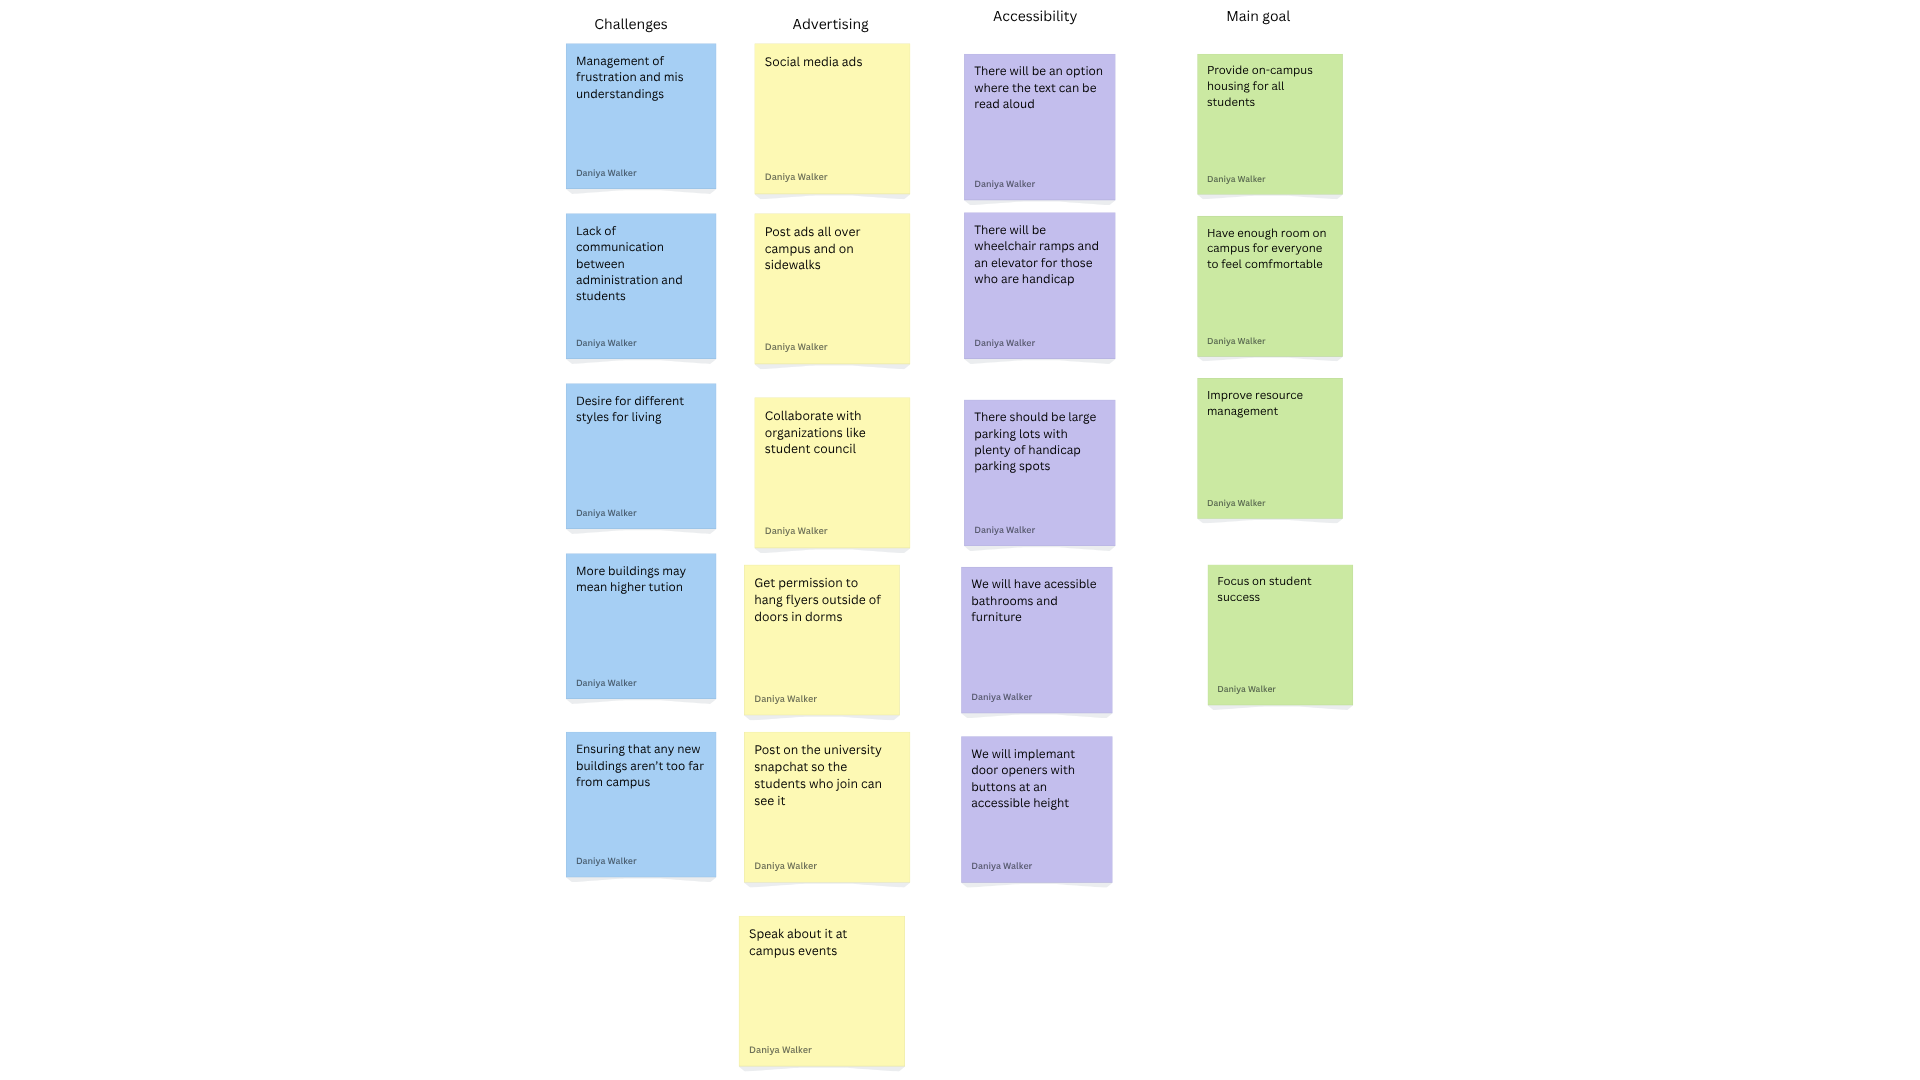 Challenges
Management of
frustration and mis
understandings
Daniya Walker
Lack of
communication
between
administration and
students
Daniya Walker
Desire for different
styles for living
Daniya Walker
More buildings may
mean higher tution
Daniya Walker
Ensuring that any new
buildings aren't too far
from campus
Daniya Walker
Advertising
Social media ads
Daniya Walker
Post ads all over
campus and on
sidewalks
Daniya Walker
Collaborate with
organizations like
student council
Daniya Walker
Get permission to
hang flyers outside of
doors in dorms
Daniya Walker
Post on the university
snapchat so the
students who join can
see it
Daniya Walker
Speak about it at
campus events
Daniya Walker
Accessibility
There will be an option
where the text can be
read aloud
Daniya Walker
There will be
wheelchair ramps and
an elevator for those
who are handicap
Daniya Walker
There should be large
parking lots with
plenty of handicap
parking spots
Daniya Walker
We will have acessible
bathrooms and
furniture
Daniya Walker
We will implemant
door openers with
buttons at an
accessible height
Daniya Walker
Main goal
Provide on-campus
housing for all
students
Daniya Walker
Have enough room on
campus for everyone
to feel comfmortable
Daniya Walker
Improve resource
management
Daniya Walker
Focus on student
success
Daniya Walker